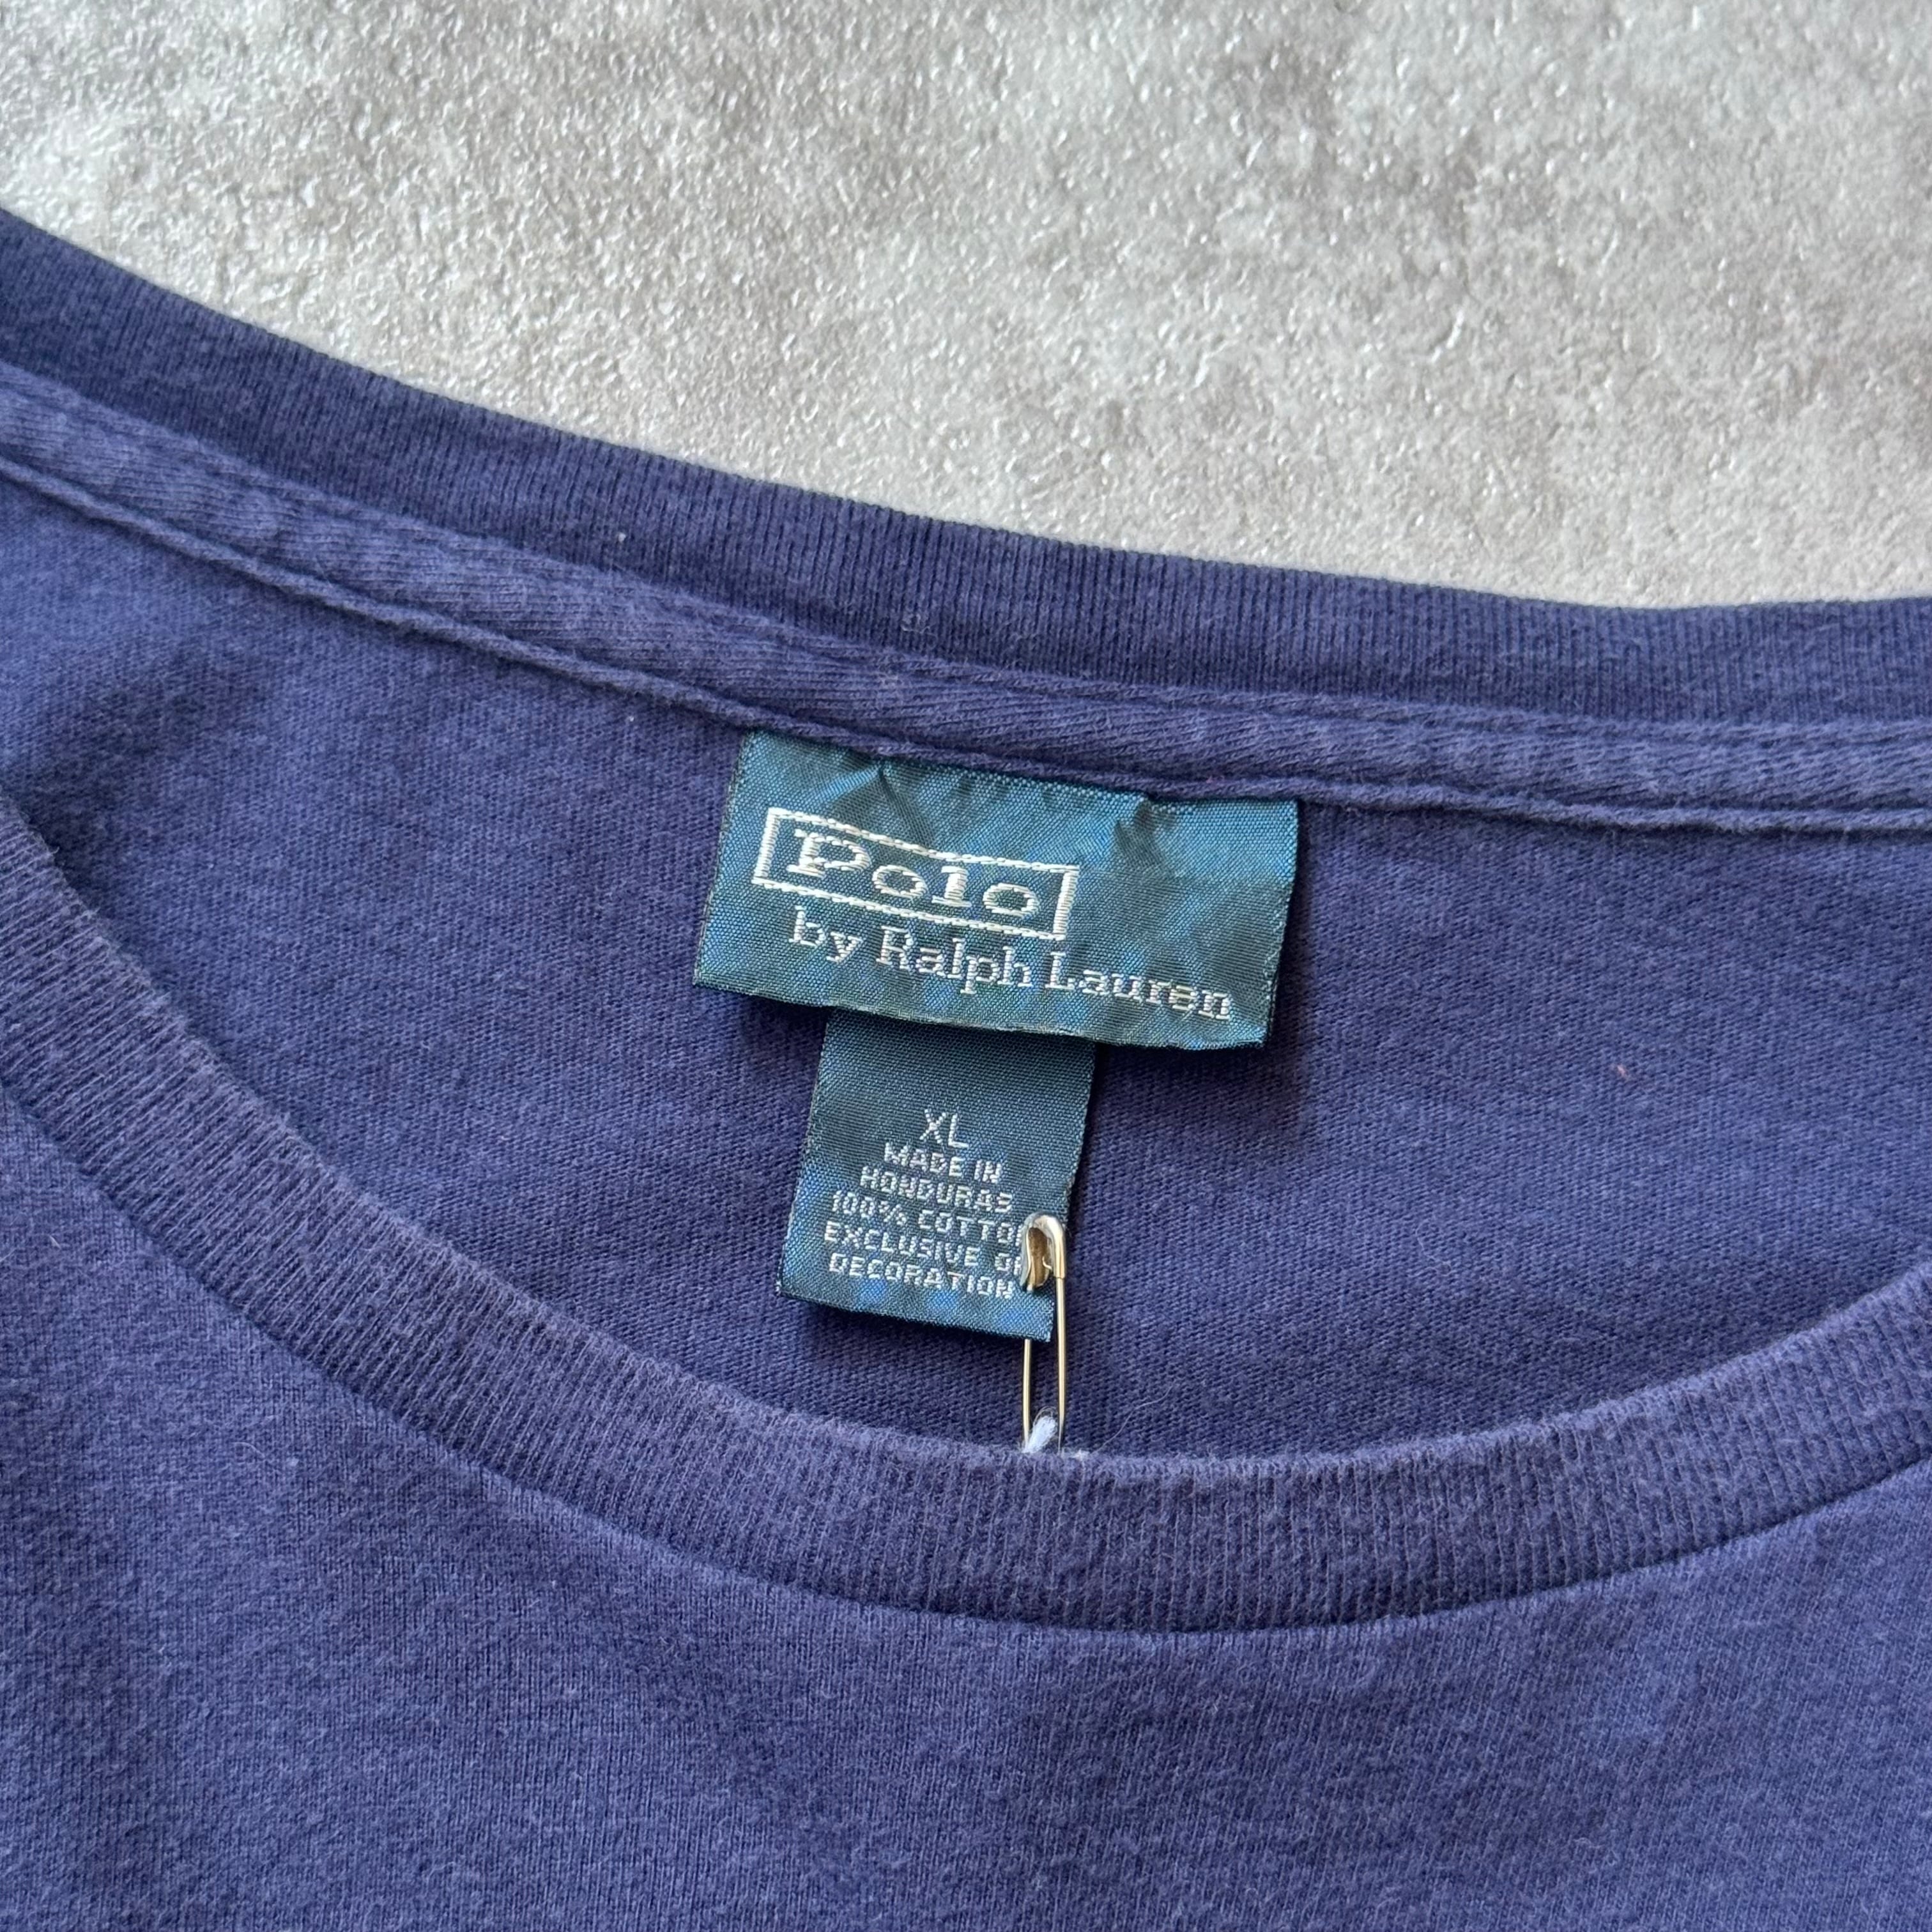 Polo
by Ralph Lauren
XL
MADE IN
HONDURAS
100% COTTON
EXCLUSIVE OF
DECORATION